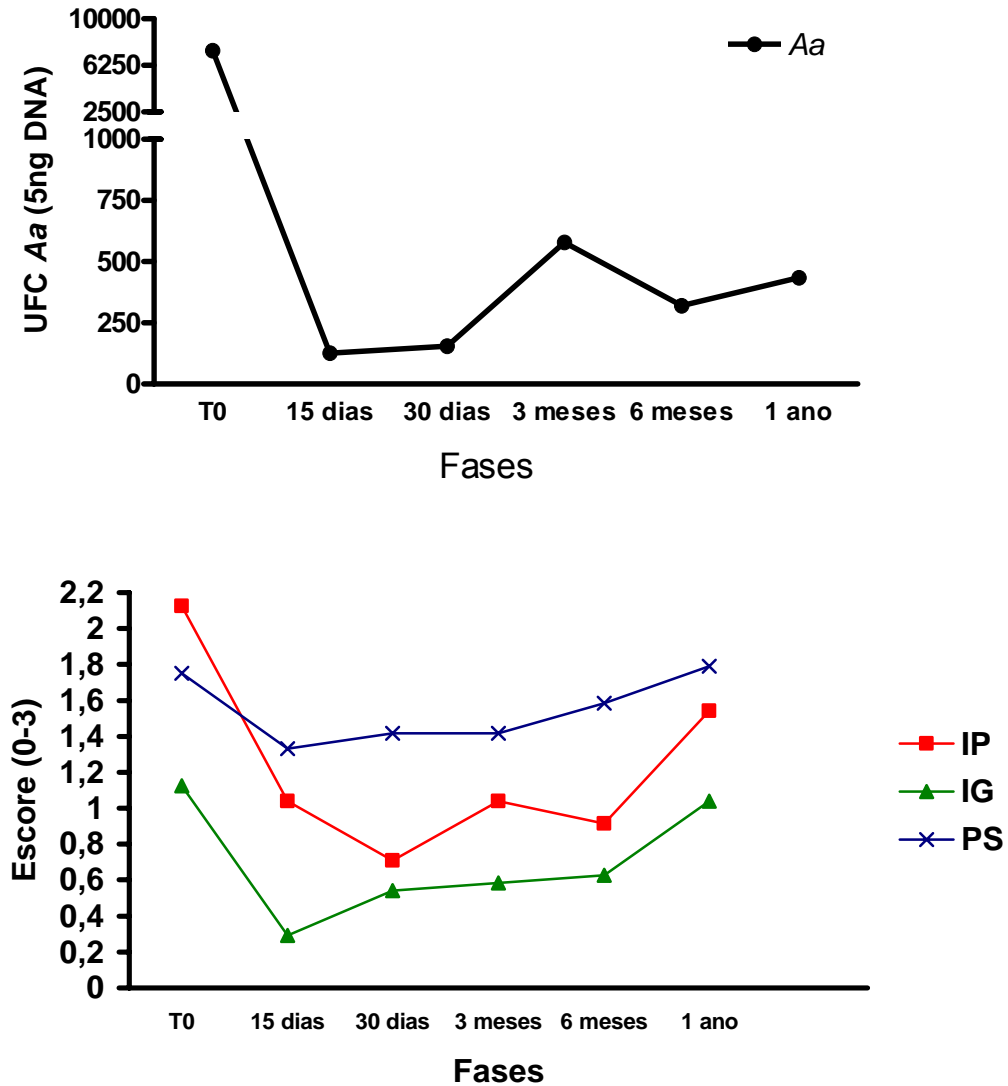 10000
6250
2500
1000
750
500
250
0
UFC Aa (5ng DNA)
Aa
T0 15 dias 30 dias 3 meses 6 meses 1 ano
Fases
2,2
2
1,8
1,6
1,4
1,2
1
0,8
0,6
0,4
0,2
0
Escore (0-3)
IP
IG
PS
T0 15 dias 30 dias 3 meses 6 meses 1 ano
Fases